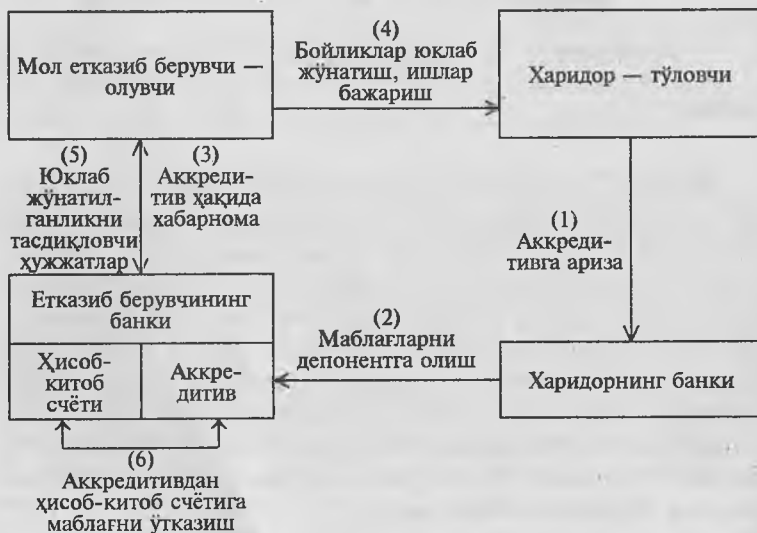 Мол етказиб берувчи —
олувчи
(4)
Бойликлар юклаб
жўнатиш, ишлар
бажариш
Харидор — тўловчи
(5)
Юклаб
жўнатил-
ганликни
тасдиқловчи
ҳужжатлар
(3)
Аккреди-
тив ҳақида
хабарнома
(1)
Аккреди-
тивга ариза
Етказиб берувчининг
банки
Ҳисоб-
китоб
счёти
Аккре-
дитив
(2)
Маблағларни
депонентга олиш
Харидорнинг банки
(6)
Аккредитивдан
ҳисоб-китоб счётига
маблағни ўтказиш